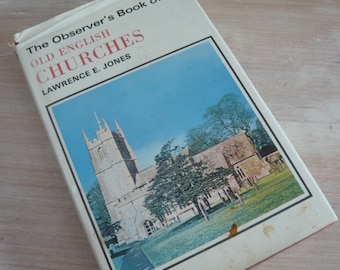 The Observer's Book of
OLD ENGLISH
CHURCHES
LAWRENCE E. JONES